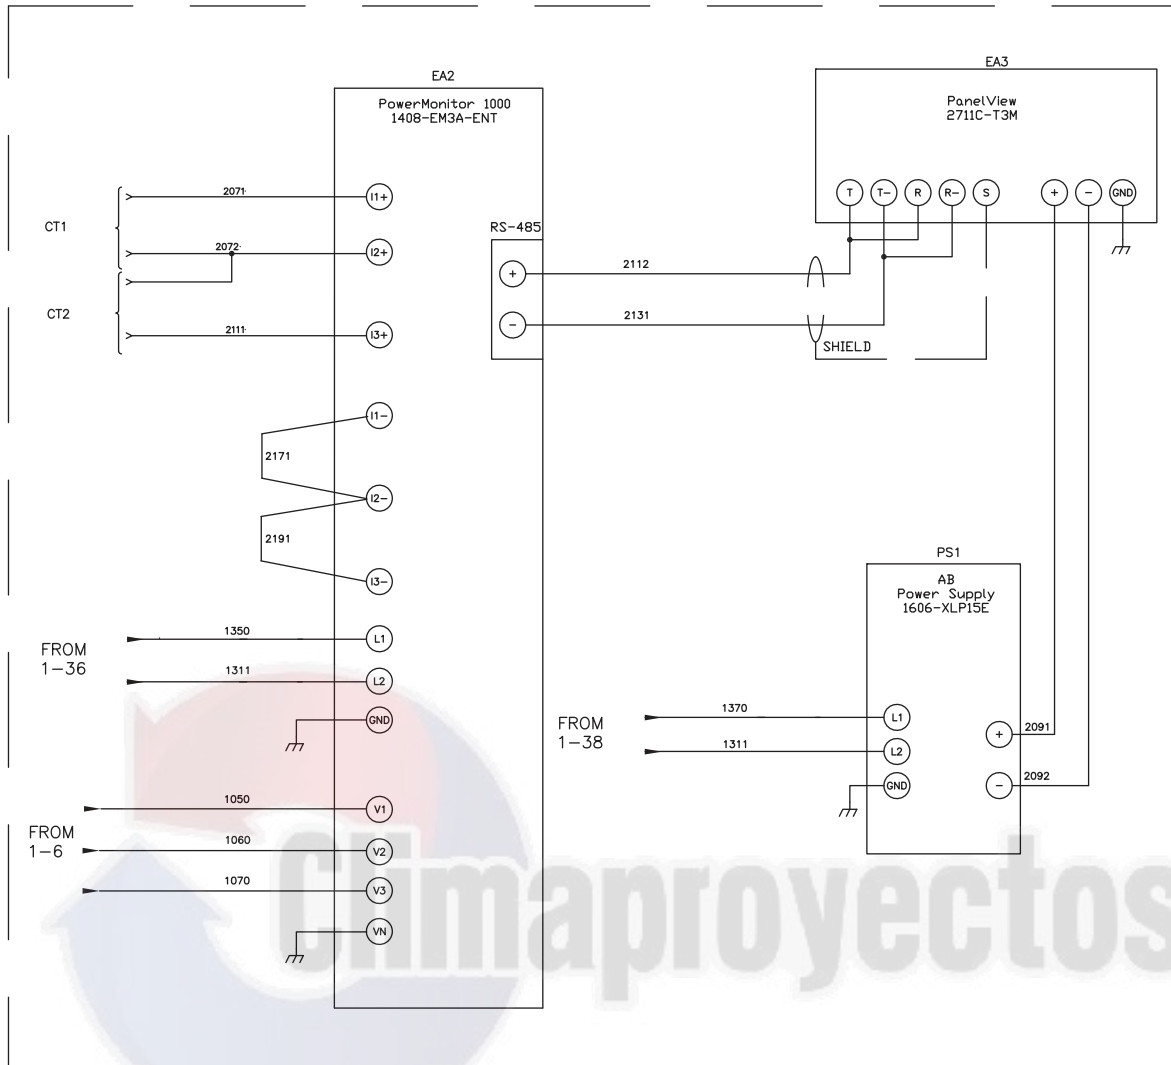 EA2
PowerMonitor 1000
1408-EM3A-ENT
EA3
PanelView
2711C-T3M
T
T-
R
R-
S
+
-
GND
CT1
2071
I1+
2072
I2+
CT2
2111
I3+
RS-485
+
2112
-
2131
SHIELD
I1-
2171
I2-
2191
I3-
FROM
1-36
1350
L1
1311
L2
GND
FROM
1-6
1050
V1
1060
V2
1070
V3
VN
PS1
AB
Power Supply
1606-XLP15E
FROM
1-38
1370
L1
1311
L2
GND
+
2091
-
2092
Climaproyectos